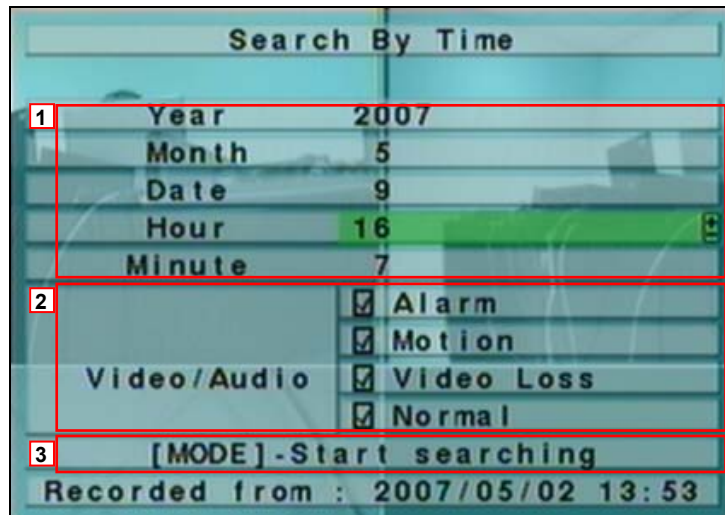 Search By Time
1 Year 2007
Month 5
Date 9
Hour 16
Minute 7
2 Video/Audio
Alarm
Motion
Video Loss
Normal
3 [MODE]-Start searching
Recorded from : 2007/05/02 13:53